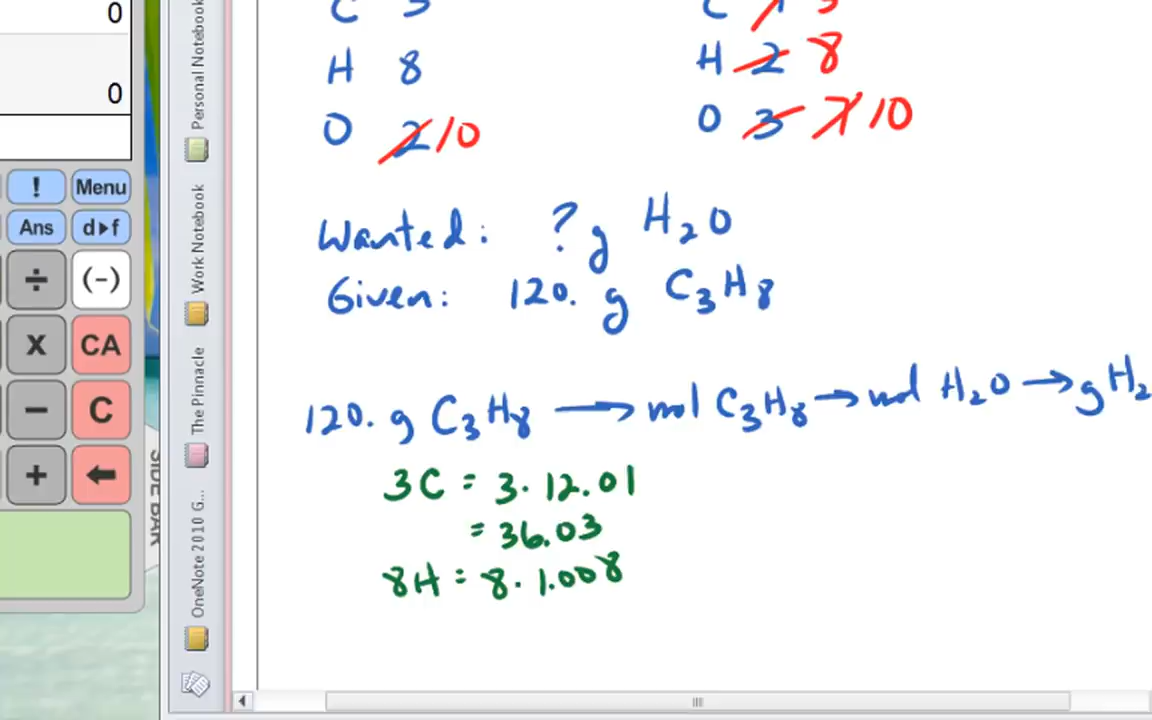 0
0
! Menu
Ans d▸f
÷ (−)
X CA
− C
+
SIDE BAR
Personal Notebook
Work Notebook
The Pinnacle
OneNote 2010 G...
H 8 H 2 8
O 2 10 O 3 7 10
Wanted: ? g H₂O
Given: 120. g C₃H₈
120. g C₃H₈ → mol C₃H₈ → mol H₂O → g H₂
3C = 3 · 12.01
= 36.03
8H = 8 · 1.008